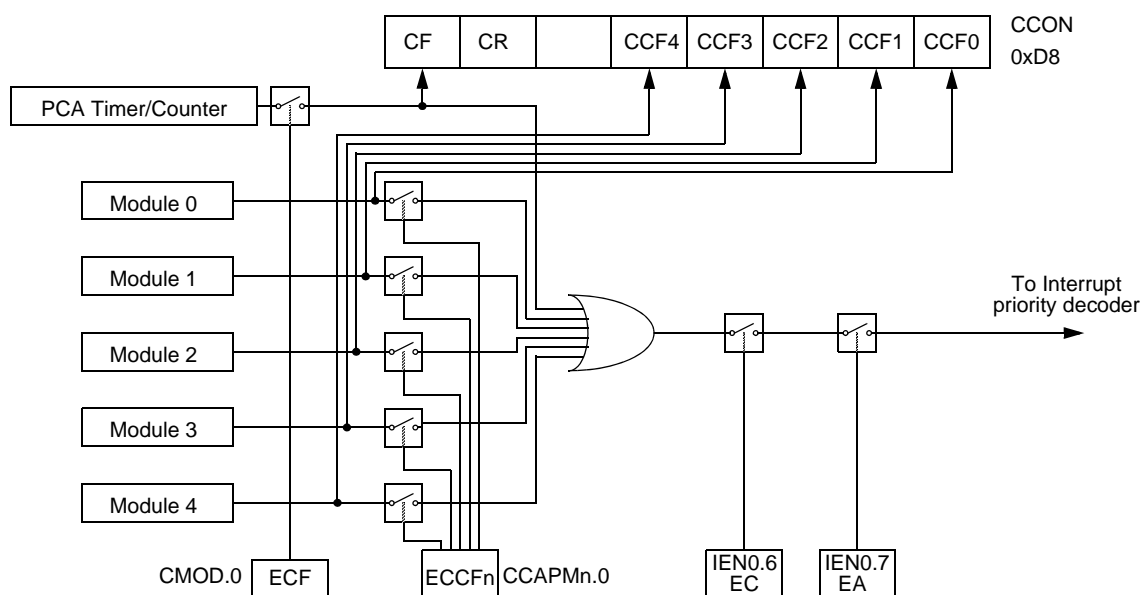 CF CR CCF4 CCF3 CCF2 CCF1 CCF0
CCON
0xD8
PCA Timer/Counter
Module 0
Module 1
Module 2
Module 3
Module 4
To Interrupt
priority decoder
CMOD.0 ECF
ECCFn CCAPMn.0
IEN0.6
EC
IEN0.7
EA